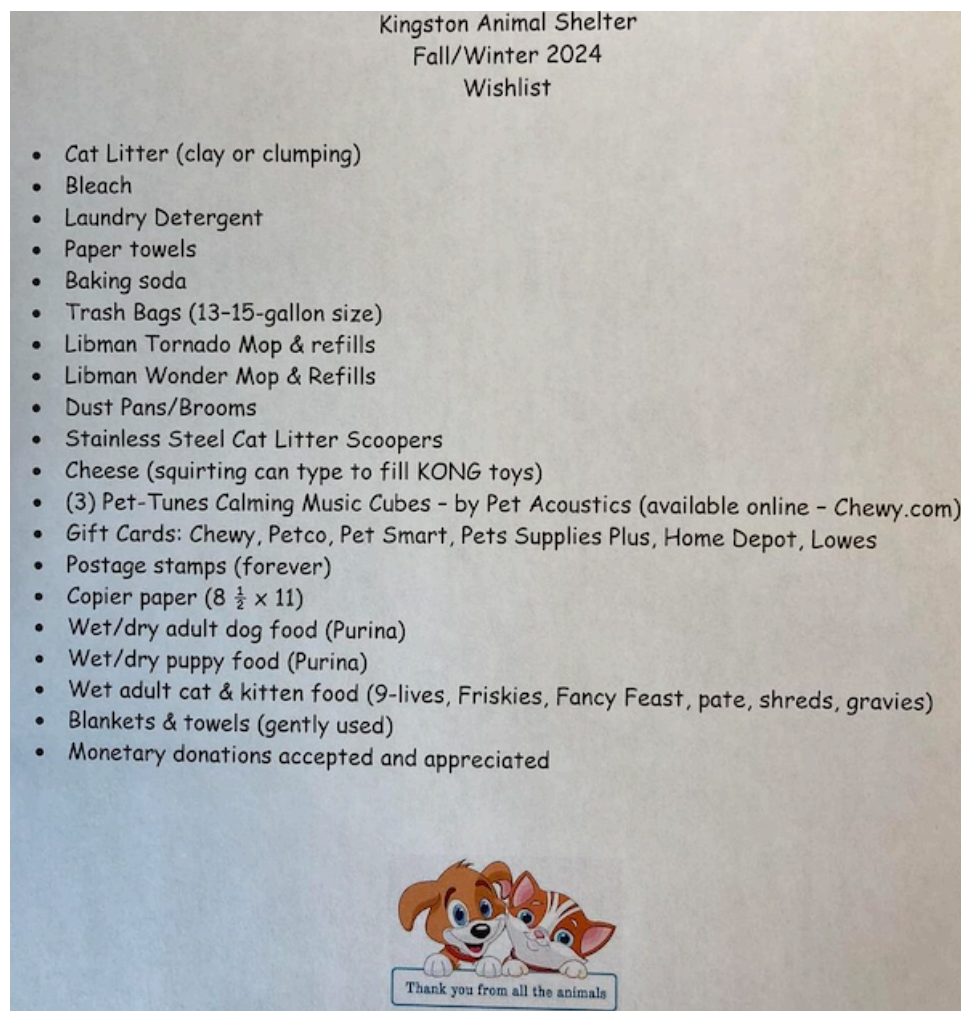 Kingston Animal Shelter
Fall/Winter 2024
Wishlist
• Cat Litter (clay or clumping)
• Bleach
• Laundry Detergent
• Paper towels
• Baking soda
• Trash Bags (13-15-gallon size)
• Libman Tornado Mop & refills
• Libman Wonder Mop & Refills
• Dust Pans/Brooms
• Stainless Steel Cat Litter Scoopers
• Cheese (squirting can type to fill KONG toys)
• (3) Pet-Tunes Calming Music Cubes - by Pet Acoustics (available online - Chewy.com)
• Gift Cards: Chewy, Petco, Pet Smart, Pets Supplies Plus, Home Depot, Lowes
• Postage stamps (forever)
• Copier paper (8 ½ x 11)
• Wet/dry adult dog food (Purina)
• Wet/dry puppy food (Purina)
• Wet adult cat & kitten food (9-lives, Friskies, Fancy Feast, pate, shreds, gravies)
• Blankets & towels (gently used)
• Monetary donations accepted and appreciated
Thank you from all the animals